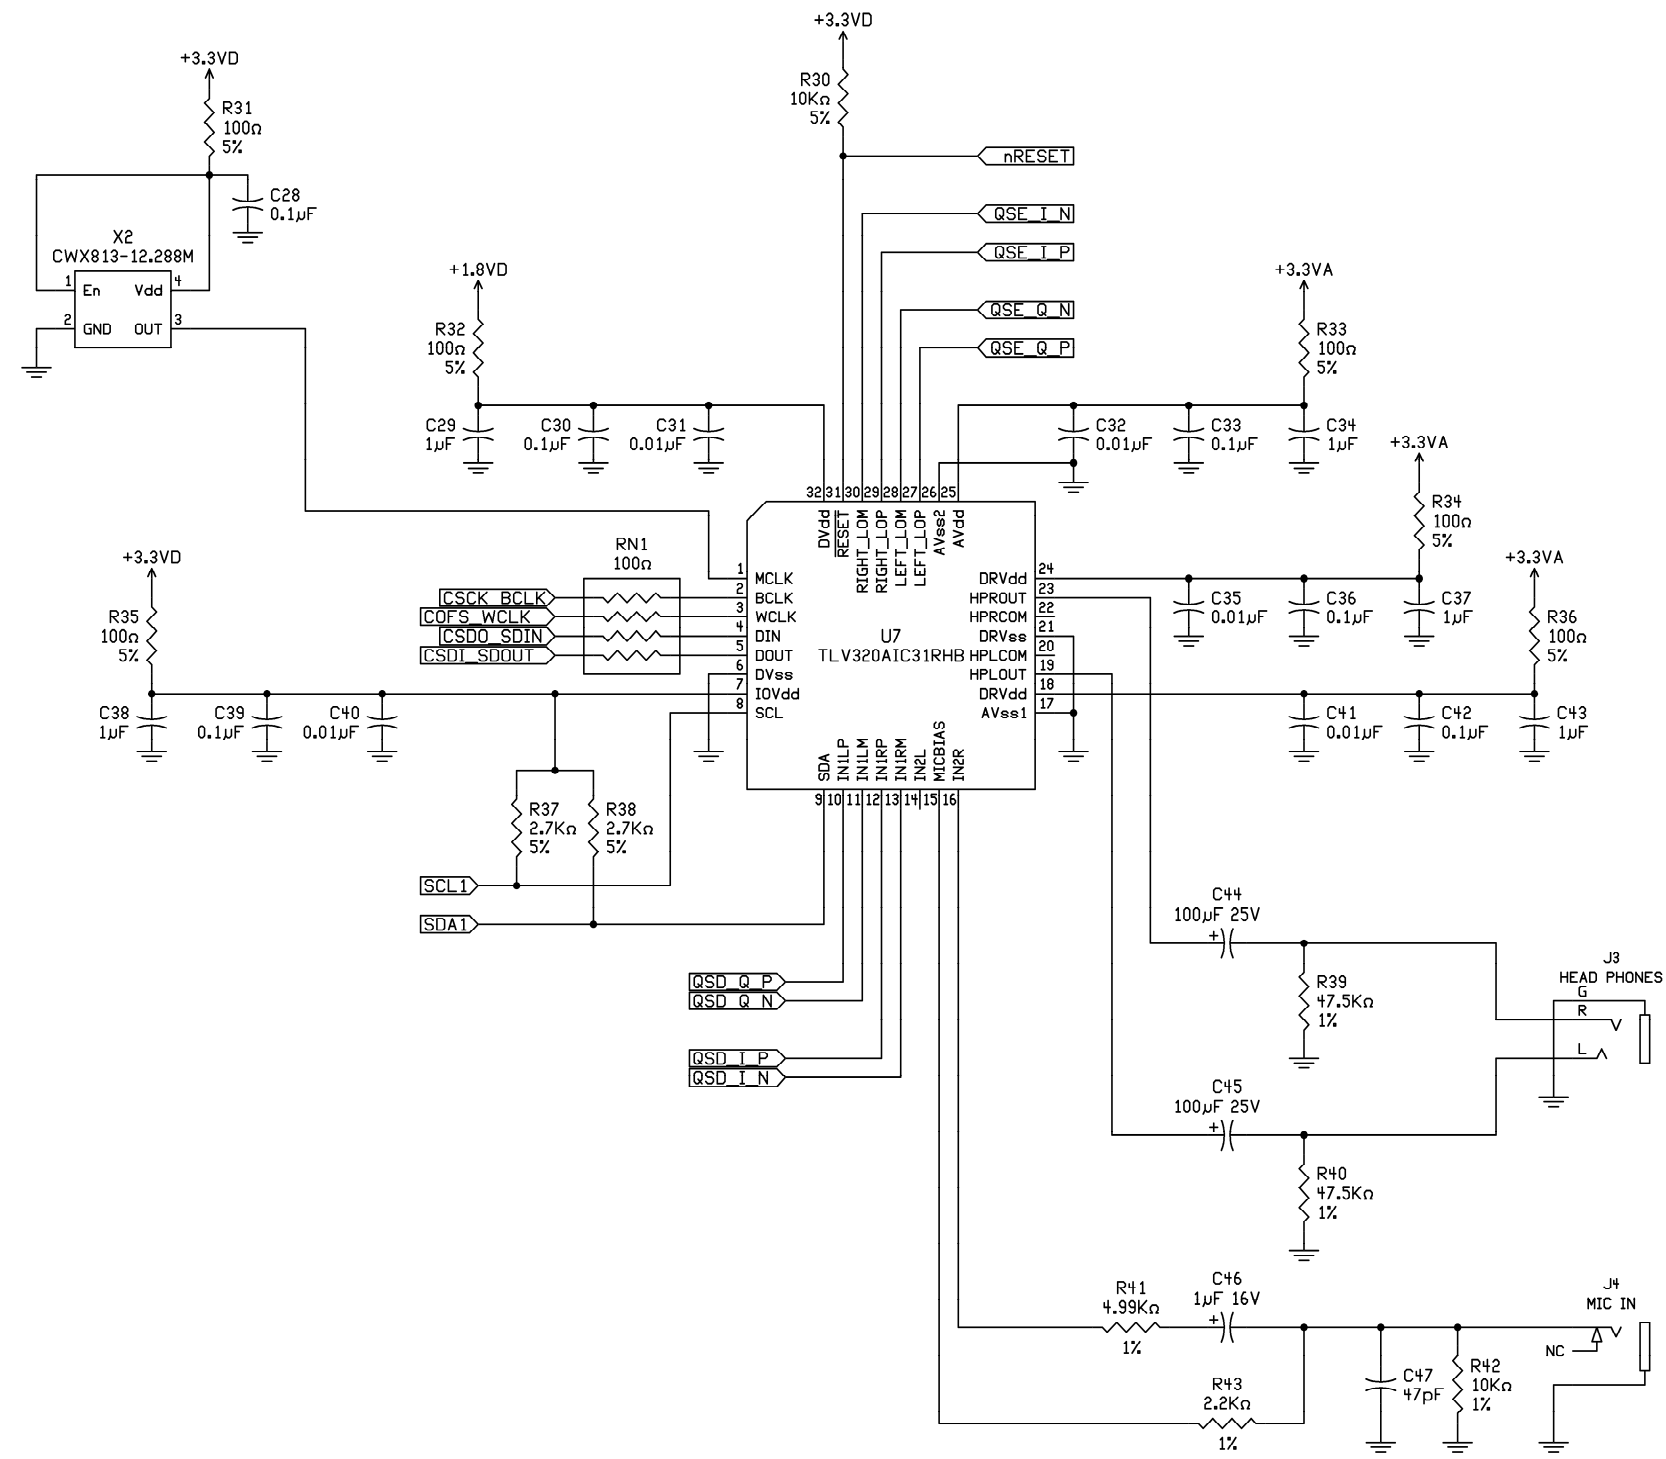 +3.3VD
+3.3VD
R30
10KΩ
5%
R31
100Ω
5%
nRESET
C28
0.1µF
QSE_I_N
X2
CWX813-12.288M
QSE_I_P
1 En Vdd 4
2 GND OUT 3
+1.8VD
+3.3VA
QSE_Q_N
R32
100Ω
5%
QSE_Q_P
R33
100Ω
5%
C29
1µF
C30
0.1µF
C31
0.01µF
C32
0.01µF
C33
0.1µF
C34
1µF
+3.3VA
R34
100Ω
5%
32 31 30 29 28 27 26 25
DVdd
RESET
RIGHT_LOM
RIGHT_LOP
LEFT_LOM
LEFT_LOP
AVss2
AVdd
+3.3VD
RN1
100Ω
+3.3VA
1 MCLK
2 BCLK
3 WCLK
4 DIN
5 DOUT
6 DVss
7 IOVdd
8 SCL
CSCK_BCLK
COFS_WCLK
CSDO_SDIN
CSDI_SDOUT
U7
TLV320AIC31RHB
DRVdd 24
HPROUT 23
HPRCOM 22
DRVss 21
HPLCOM 20
HPLOUT 19
DRVdd 18
AVss1 17
C35
0.01µF
C36
0.1µF
C37
1µF
R35
100Ω
5%
R36
100Ω
5%
C38
1µF
C39
0.1µF
C40
0.01µF
C41
0.01µF
C42
0.1µF
C43
1µF
SDA
IN1LP
IN1LM
IN1RP
IN1RM
IN2L
MICBIAS
IN2R
9 10 11 12 13 14 15 16
R37
2.7KΩ
5%
R38
2.7KΩ
5%
SCL1
SDA1
QSD_Q_P
QSD_Q_N
QSD_I_P
QSD_I_N
C44
100µF 25V
R39
47.5KΩ
1%
J3
HEAD PHONES
G
R
L
C45
100µF 25V
R40
47.5KΩ
1%
R41
4.99KΩ
1%
C46
1µF 16V
J4
MIC IN
NC
R43
2.2KΩ
1%
C47
47pF
R42
10KΩ
1%